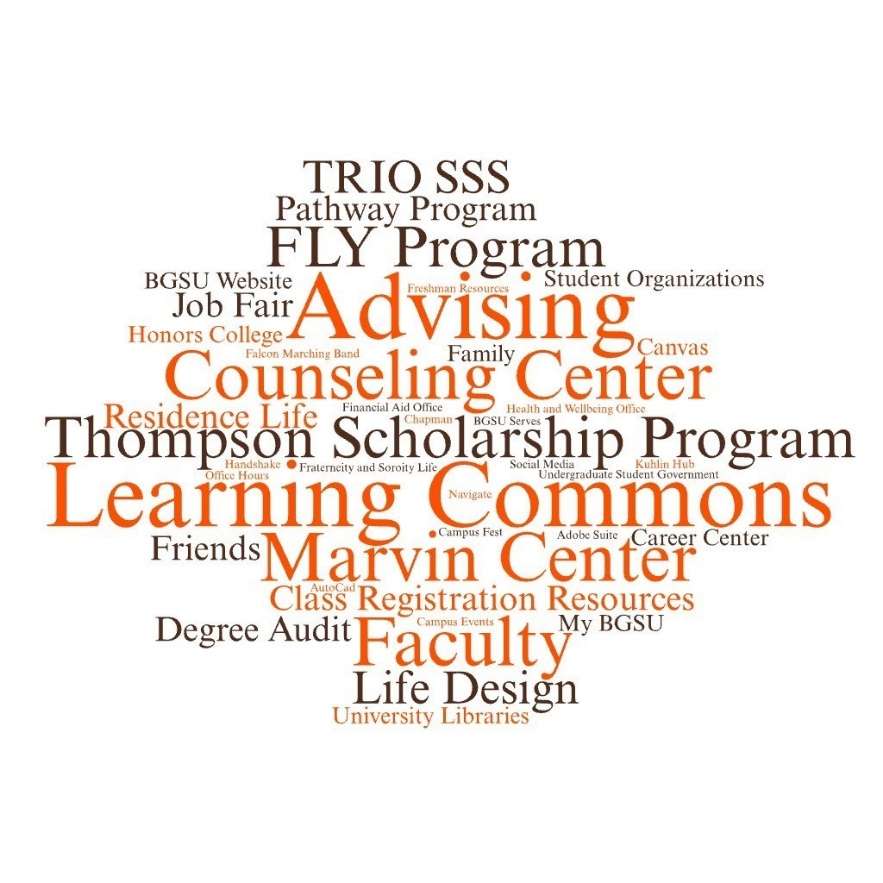 TRIO SSS
Pathway Program
FLY Program
BGSU Website
Student Organizations
Freshman Resources
Job Fair
Advising
Honors College
Canvas
Falcon Marching Band
Family
Counseling Center
Financial Aid Office
Health and Wellbeing Office
Residence Life
Chapman
BGSU Serves
Thompson Scholarship Program
Handshake
Fraterneity and Soroity Life
Social Media
Kuhlin Hub
Office Hours
Undergraduate Student Government
Learning Commons
Navigate
Campus Fest
Adobe Suite
Career Center
Friends
Marvin Center
AutoCad
Class Registration Resources
Campus Events
My BGSU
Degree Audit
Faculty
Life Design
University Libraries